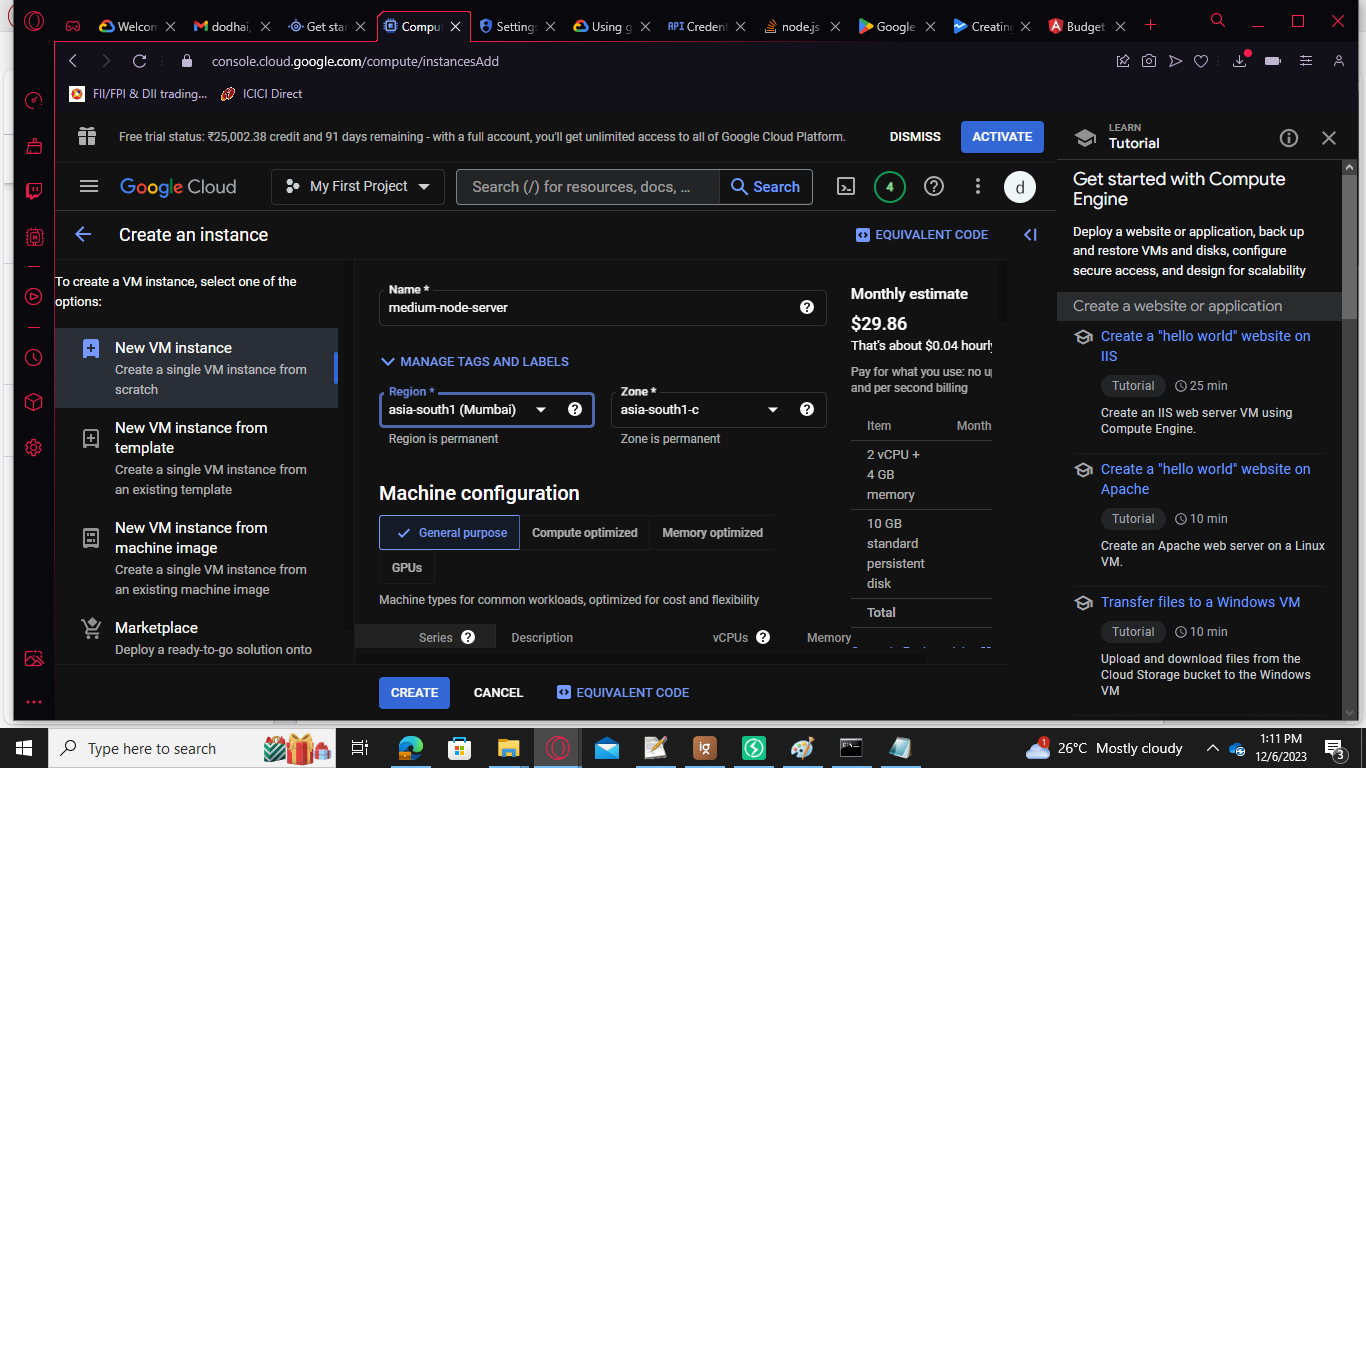 Welcom
dodhai,
Get star
Comput
Settings
Using g
API Credent
node.js
Google
Creating
Budget
console.cloud.google.com/compute/instancesAdd
FII/FPI & DII trading...
ICICI Direct
Free trial status: ₹25,002.38 credit and 91 days remaining - with a full account, you'll get unlimited access to all of Google Cloud Platform.
DISMISS
ACTIVATE
Google Cloud
My First Project
Search (/) for resources, docs, ...
Search
4
d
Create an instance
EQUIVALENT CODE
To create a VM instance, select one of the
options:
New VM instance
Create a single VM instance from
scratch
New VM instance from
template
Create a single VM instance from
an existing template
New VM instance from
machine image
Create a single VM instance from
an existing machine image
Marketplace
Deploy a ready-to-go solution onto
Name *
medium-node-server
MANAGE TAGS AND LABELS
Region *
asia-south1 (Mumbai)
Region is permanent
Zone *
asia-south1-c
Zone is permanent
Machine configuration
General purpose
Compute optimized
Memory optimized
GPUs
Machine types for common workloads, optimized for cost and flexibility
Series
Description
vCPUs
Memory
Monthly estimate
$29.86
That's about $0.04 hourly
Pay for what you use: no u
and per second billing
Item
Month
2 vCPU +
4 GB
memory
10 GB
standard
persistent
disk
Total
CREATE
CANCEL
EQUIVALENT CODE
LEARN
Tutorial
Get started with Compute
Engine
Deploy a website or application, back up
and restore VMs and disks, configure
secure access, and design for scalability
Create a website or application
Create a "hello world" website on
IIS
Tutorial
25 min
Create an IIS web server VM using
Compute Engine.
Create a "hello world" website on
Apache
Tutorial
10 min
Create an Apache web server on a Linux
VM.
Transfer files to a Windows VM
Tutorial
10 min
Upload and download files from the
Cloud Storage bucket to the Windows
VM
Type here to search
ig
1
26°C Mostly cloudy
1:11 PM
12/6/2023
3